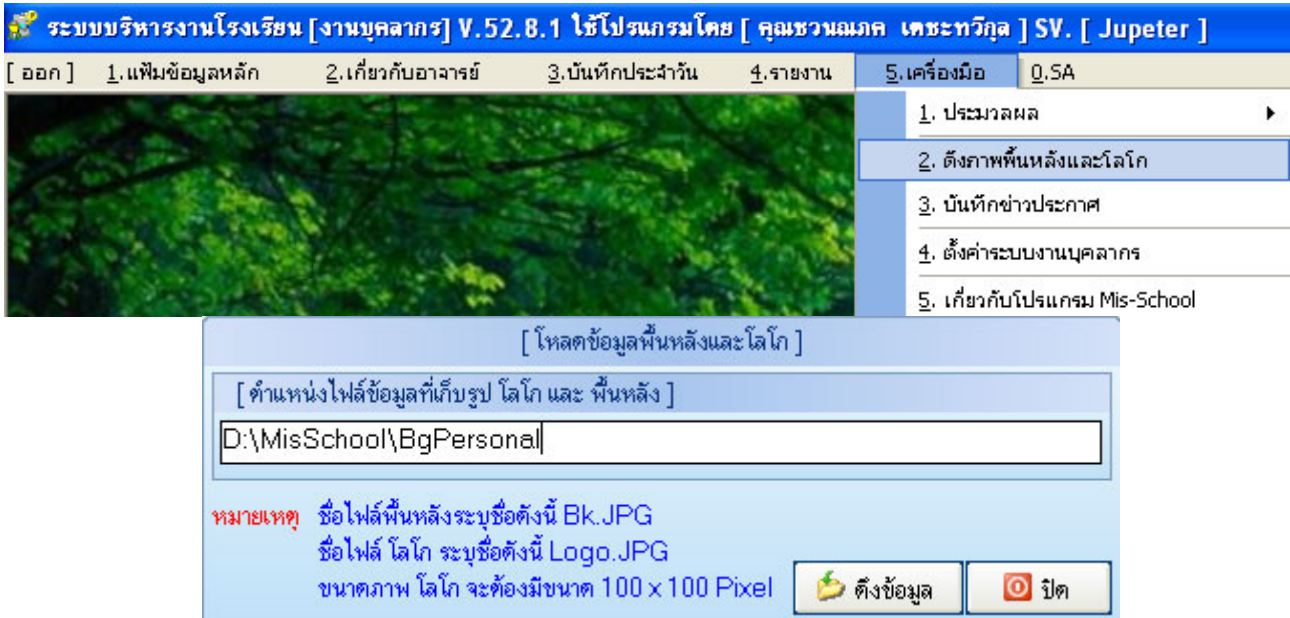 ระบบบริหารงานโรงเรียน [งานบุคลากร] V.52.8.1 ใช้โปรแกรมโดย [ คุณชวนฌภค เตชะทวีกุล ] SV. [ Jupeter ]
[ ออก ] 1.แฟ้มข้อมูลหลัก 2.เกี่ยวกับอาจารย์ 3.บันทึกประจำวัน 4.รายงาน 5.เครื่องมือ 0.SA
1. ประมวลผล
2. ดึงภาพพื้นหลังและโลโก
3. บันทึกข่าวประกาศ
4. ตั้งค่าระบบงานบุคลากร
5. เกี่ยวกับโปรแกรม Mis-School
[ โหลดข้อมูลพื้นหลังและโลโก ]
[ ตำแหน่งไฟล์ข้อมูลที่เก็บรูป โลโก และ พื้นหลัง ]
D:\MisSchool\BgPersonal
หมายเหตุ ชื่อไฟล์พื้นหลังระบุชื่อดังนี้ Bk.JPG
ชื่อไฟล์ โลโก ระบุชื่อดังนี้ Logo.JPG
ขนาดภาพ โลโก จะต้องมีขนาด 100 x 100 Pixel
ดึงข้อมูล ปิด